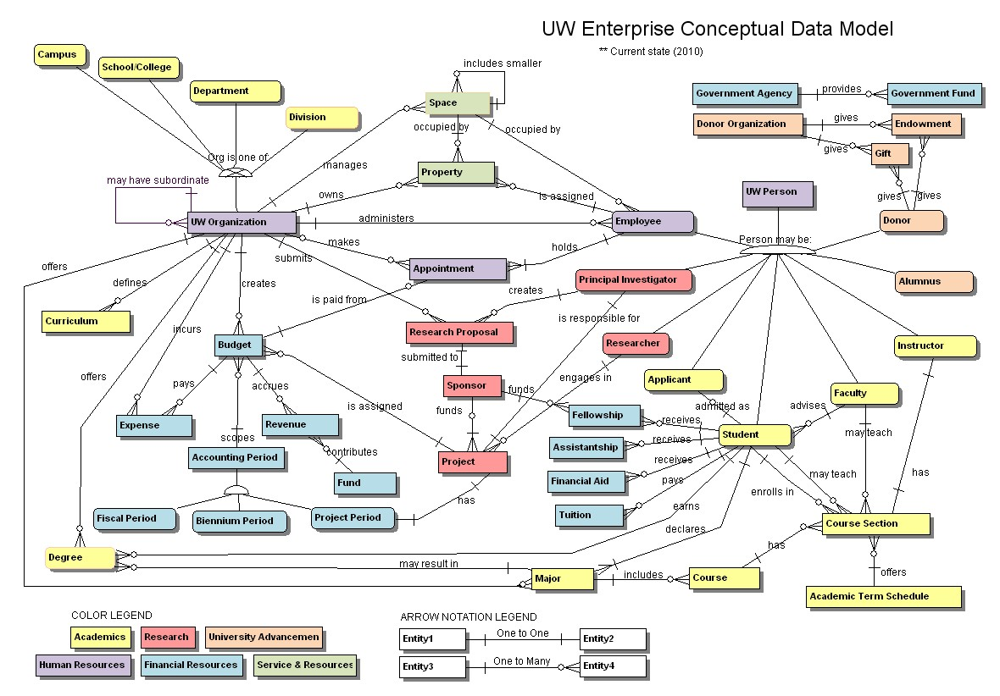 UW Enterprise Conceptual Data Model
** Current state (2010)
Campus
School/College
Department
Division
includes smaller
Space
occupied by
occupied by
Government Agency
provides
Government Fund
Donor Organization
gives
Endowment
gives
Gift
Org is one of
manages
Property
may have subordinate
owns
is assigned
UW Person
gives
gives
UW Organization
administers
Employee
Donor
Person may be:
makes
holds
offers
submits
Appointment
defines
creates
creates
Principal Investigator
Alumnus
is paid from
Curriculum
is responsible for
incurs
Research Proposal
Budget
Researcher
Instructor
submitted to
offers
pays
accrues
Sponsor
funds
engages in
Applicant
Faculty
is assigned
funds
admitted as
advises
Expense
Revenue
Fellowship
receives
scopes
Student
may teach
receives
Assistantship
Accounting Period
contributes
Project
receives
Fund
Financial Aid
pays
may teach
has
enrolls in
has
Fiscal Period
Biennium Period
Project Period
Tuition
earns
Course Section
declares
has
Degree
may result in
Major
includes
Course
offers
Academic Term Schedule
COLOR LEGEND
Academics
Research
University Advancemen
Human Resources
Financial Resources
Service & Resources
ARROW NOTATION LEGEND
Entity1
One to One
Entity2
Entity3
One to Many
Entity4